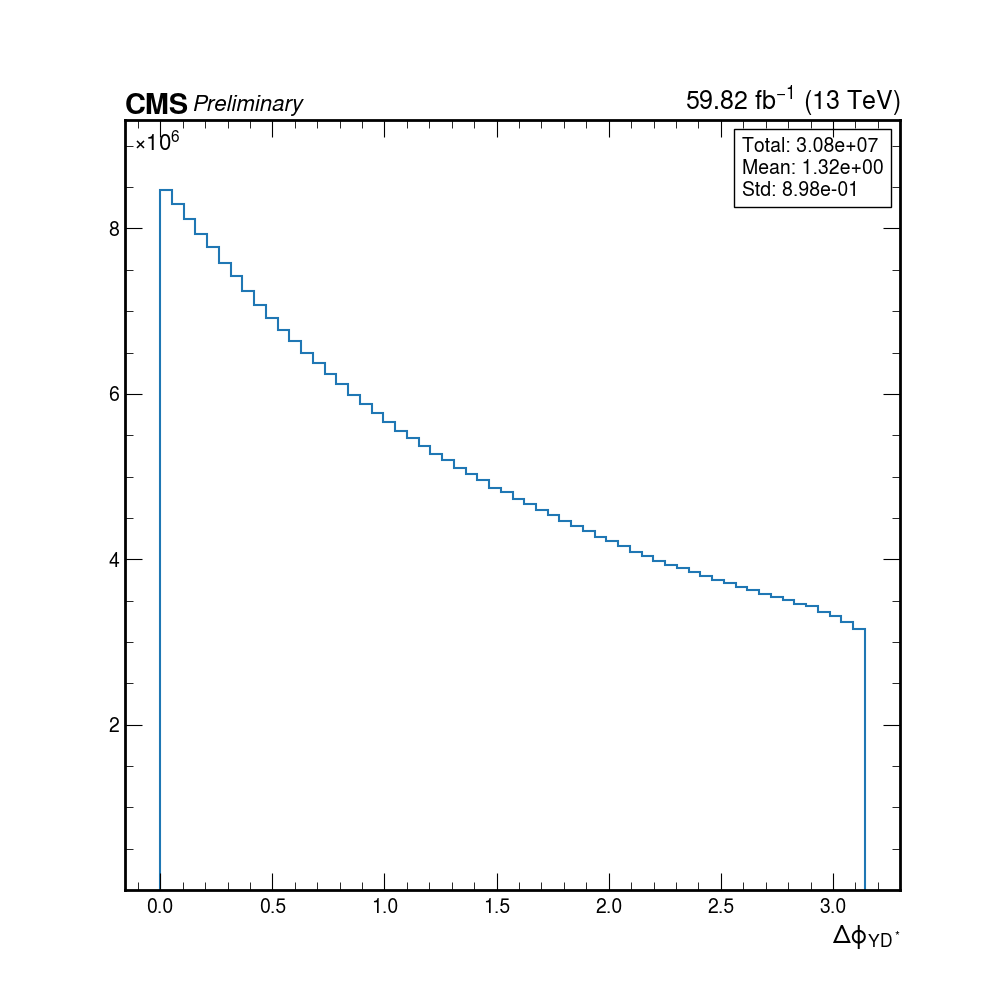 CMS Preliminary 59.82 fb⁻¹ (13 TeV)
×10⁶
Total: 3.08e+07
Mean: 1.32e+00
Std: 8.98e-01
8
6
4
2
0.0 0.5 1.0 1.5 2.0 2.5 3.0
Δϕ_YD*